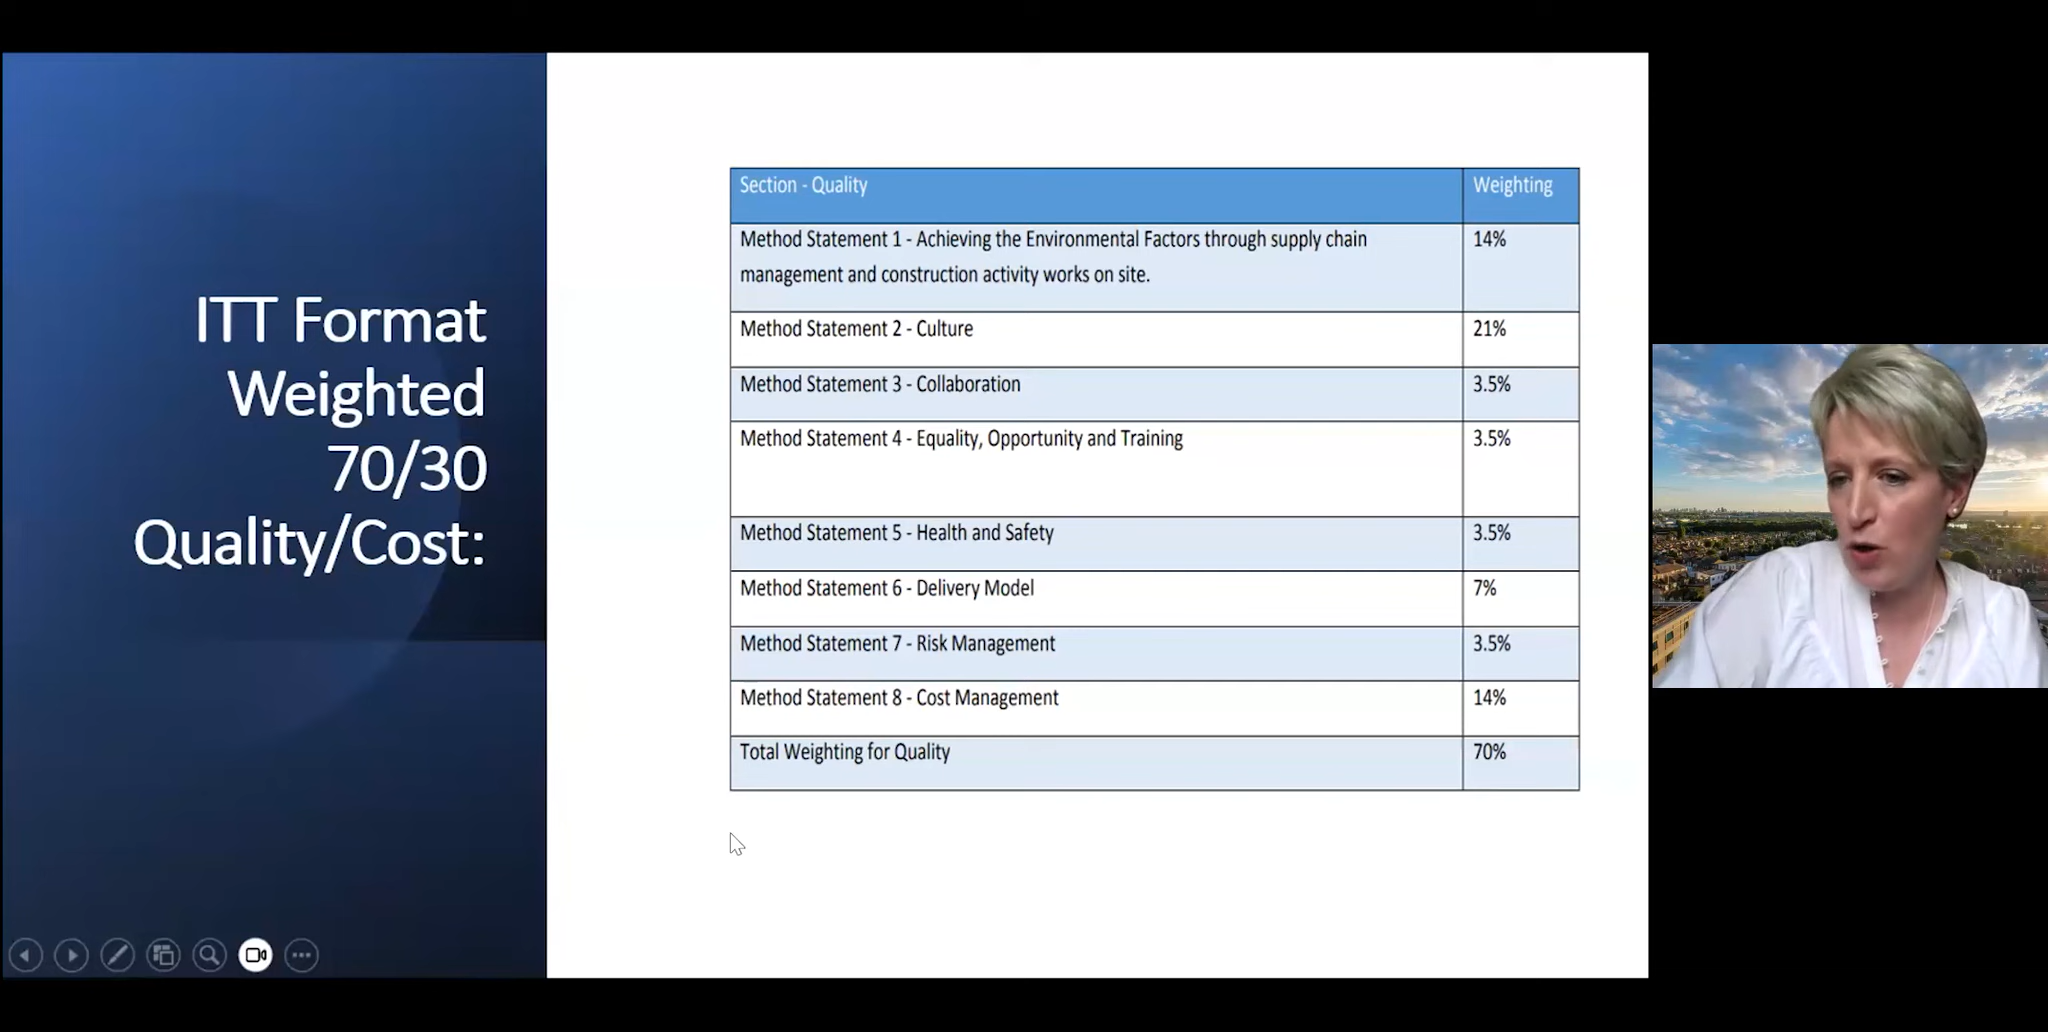 ITT Format
Weighted
70/30
Quality/Cost:
Section - Quality Weighting
Method Statement 1 - Achieving the Environmental Factors through supply chain 14%
management and construction activity works on site.
Method Statement 2 - Culture 21%
Method Statement 3 - Collaboration 3.5%
Method Statement 4 - Equality, Opportunity and Training 3.5%
Method Statement 5 - Health and Safety 3.5%
Method Statement 6 - Delivery Model 7%
Method Statement 7 - Risk Management 3.5%
Method Statement 8 - Cost Management 14%
Total Weighting for Quality 70%